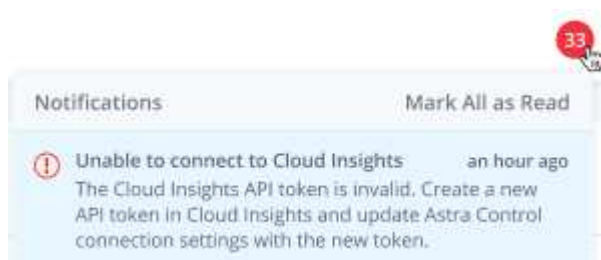 33
Notifications Mark All as Read
Unable to connect to Cloud Insights an hour ago
The Cloud Insights API token is invalid. Create a new
API token in Cloud Insights and update Astra Control
connection settings with the new token.